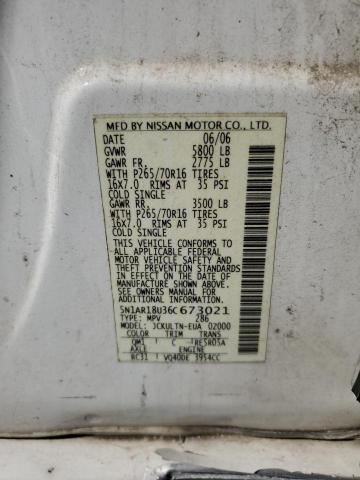 MFD BY NISSAN MOTOR CO., LTD.
DATE 06/06
GVWR 5800 LB
GAWR FR. 2775 LB
WITH P265/70R16 TIRES
16X7.0 RIMS AT 35 PSI
COLD SINGLE
GAWR RR. 3500 LB
WITH P265/70R16 TIRES
16X7.0 RIMS AT 35 PSI
COLD SINGLE
THIS VEHICLE CONFORMS TO
ALL APPLICABLE FEDERAL
MOTOR VEHICLE SAFETY AND
THEFT PREVENTION STANDARDS
IN EFFECT ON THE DATE OF
MANUFACTURE SHOWN ABOVE.
SEE OWNERS MANUAL FOR
ADDITIONAL INFORMATION
5N1AR18U36C673021
TYPE: MPV 286
MODEL: JCKULTN-EUA 02000
COLOR TRIM TRANS
QM1 C RE5R05A
AXLE ENGINE
BC31 VQ40DE 3954CC